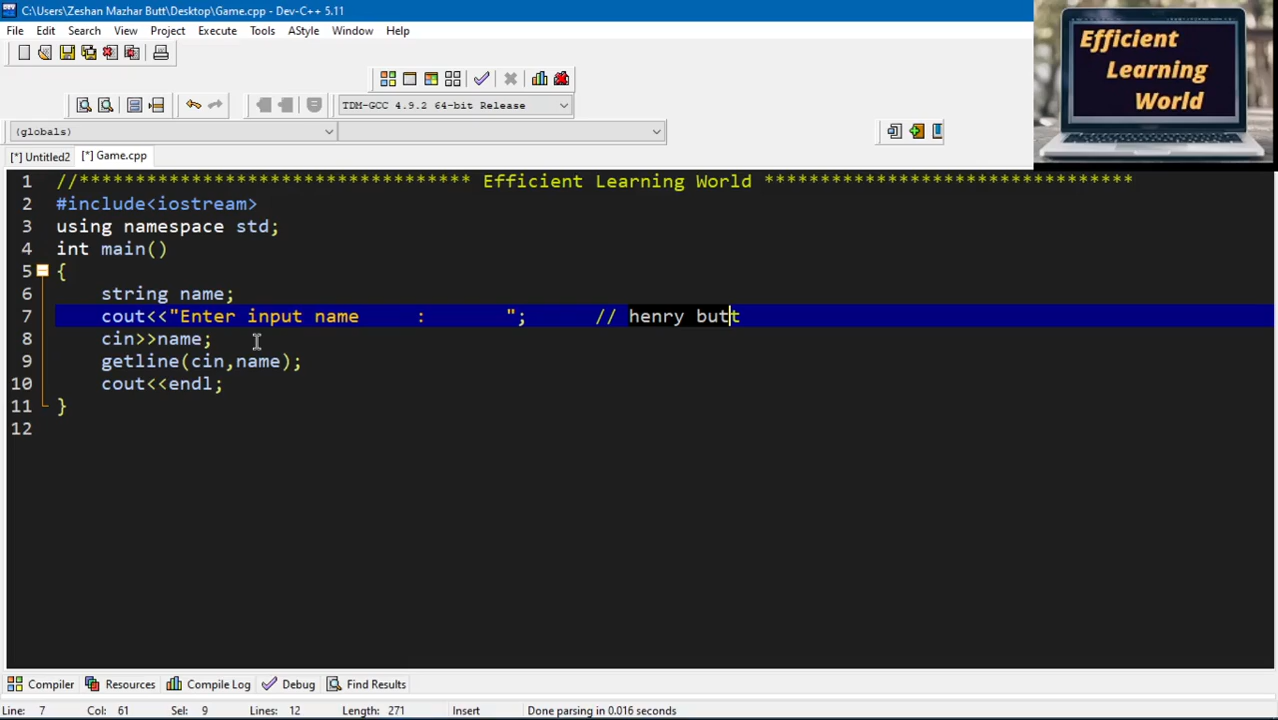 C:\Users\Zeshan Mazhar Butt\Desktop\Game.cpp - Dev-C++ 5.11
File Edit Search View Project Execute Tools AStyle Window Help
TDM-GCC 4.9.2 64-bit Release
(globals)
[*] Untitled2 [*] Game.cpp
Efficient
Learning
World
1 //*********************************** Efficient Learning World *********************************
2 #include<iostream>
3 using namespace std;
4 int main()
5 {
6 string name;
7 cout<<"Enter input name     :       ";      // henry butt
8 cin>>name;
9 getline(cin,name);
10 cout<<endl;
11 }
12
Compiler Resources Compile Log Debug Find Results
Line: 7 Col: 61 Sel: 9 Lines: 12 Length: 271 Insert Done parsing in 0.016 seconds